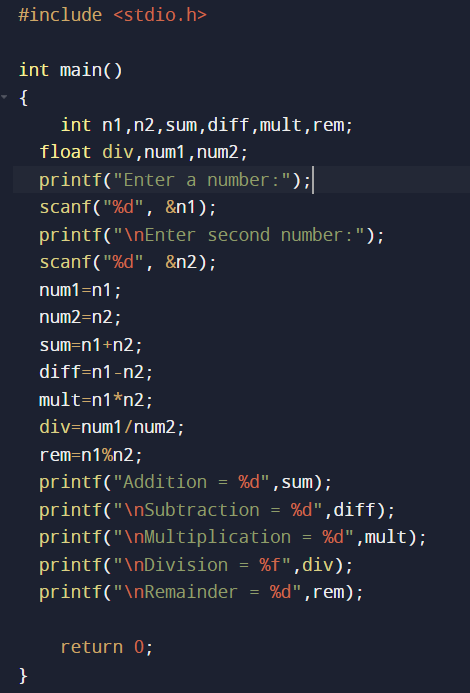 #include <stdio.h>
int main()
{
int n1,n2,sum,diff,mult,rem;
float div,num1,num2;
printf("Enter a number:");
scanf("%d", &n1);
printf("\nEnter second number:");
scanf("%d", &n2);
num1=n1;
num2=n2;
sum=n1+n2;
diff=n1-n2;
mult=n1*n2;
div=num1/num2;
rem=n1%n2;
printf("Addition = %d",sum);
printf("\nSubtraction = %d",diff);
printf("\nMultiplication = %d",mult);
printf("\nDivision = %f",div);
printf("\nRemainder = %d",rem);
return 0;
}